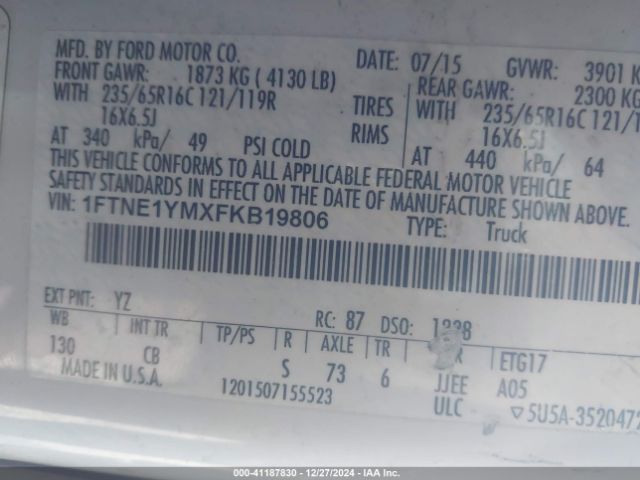 MFD. BY FORD MOTOR CO. DATE: 07/15 GVWR: 3901 K
FRONT GAWR: 1873 KG ( 4130 LB) REAR GAWR: 2300 KG
WITH 235/65R16C 121/119R TIRES WITH 235/65R16C 121/
16X6.5J RIMS 16X6.5J
AT 340 kPa/ 49 PSI COLD AT 440 kPa/ 64
THIS VEHICLE CONFORMS TO ALL APPLICABLE FEDERAL MOTOR VEHICLE
SAFETY STANDARDS IN EFFECT ON THE DATE OF MANUFACTURE SHOWN ABOVE.
VIN: 1FTNE1YMXFKB19806 TYPE: Truck
EXT PNT: YZ RC: 87 DSO:
WB INT TR TP/PS R AXLE TR R ETG17
130 CB S 73 6 JJEE A05
MADE IN U.S.A. 1201507155523 ULC ▽5U5A-3520472
000-41187830 - 12/27/2024 - IAA Inc.